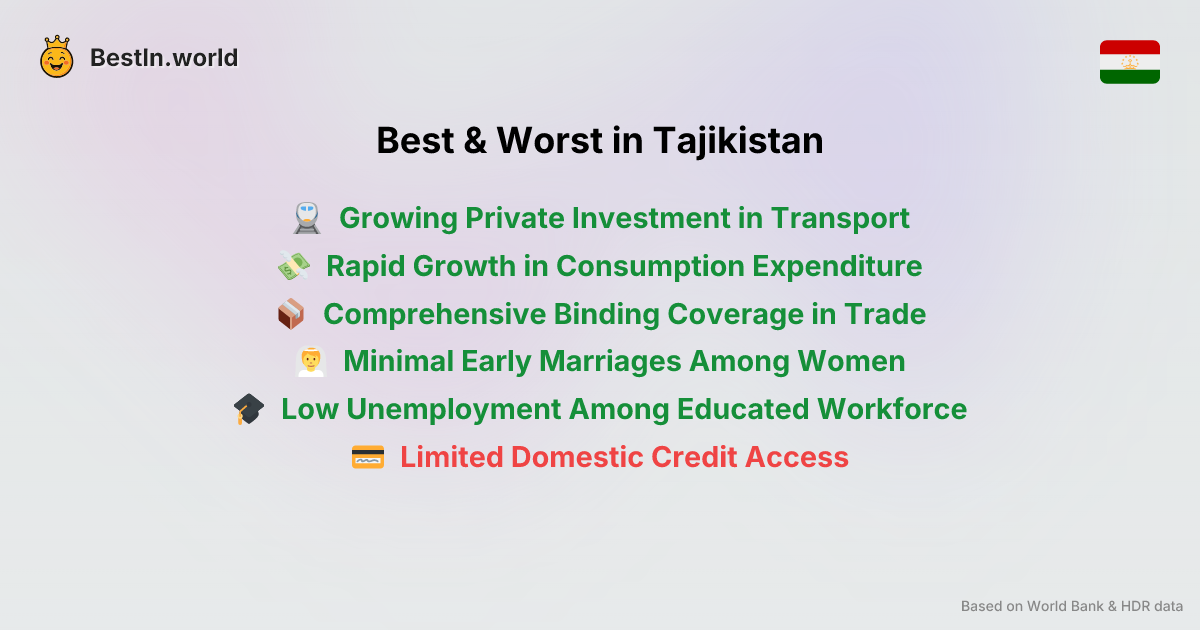 BestIn.world
Best & Worst in Tajikistan
Growing Private Investment in Transport
Rapid Growth in Consumption Expenditure
Comprehensive Binding Coverage in Trade
Minimal Early Marriages Among Women
Low Unemployment Among Educated Workforce
Limited Domestic Credit Access
Based on World Bank & HDR data